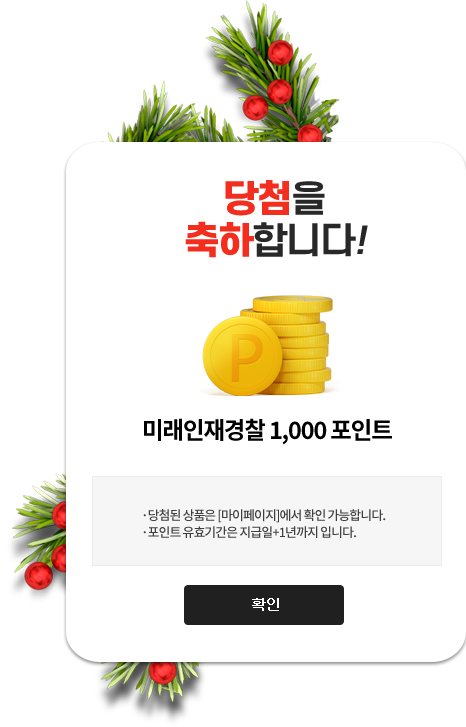 당첨을
축하합니다!
P
미래인재경찰 1,000 포인트
· 당첨된 상품은 [마이페이지]에서 확인 가능합니다.
· 포인트 유효기간은 지급일+1년까지 입니다.
확인